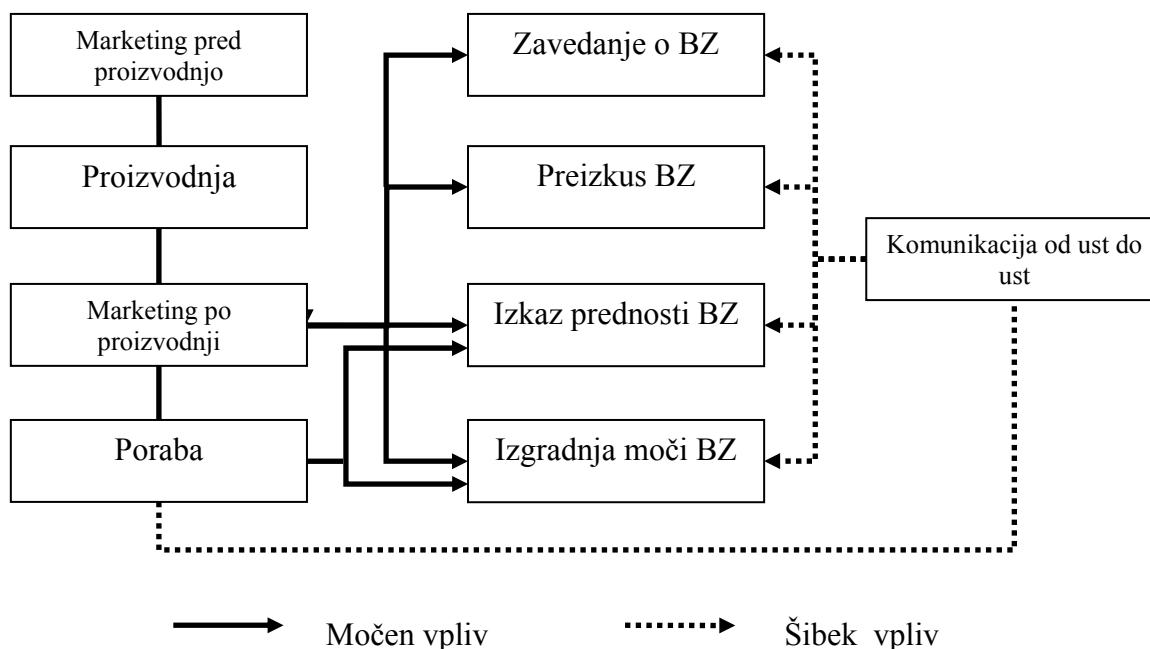 Marketing pred
proizvodnjo
Zavedanje o BZ
Proizvodnja
Preizkus BZ
Komunikacija od ust do
ust
Marketing po
proizvodnji
Izkaz prednosti BZ
Poraba
Izgradnja moči BZ
Močen vpliv
Šibek vpliv